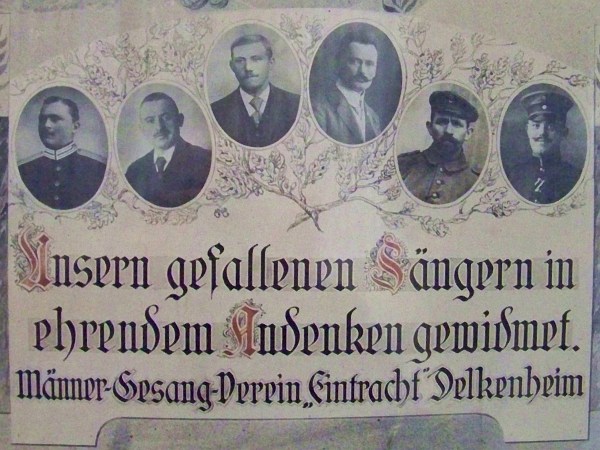 Unsern gefallenen Sängern in
ehrendem Andenken gewidmet.
Männer-Gesang-Verein „Eintracht“ Delkenheim